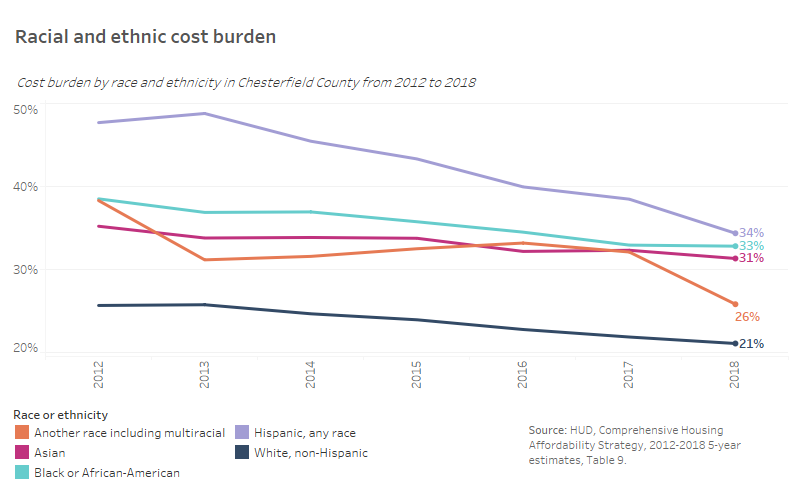 Racial and ethnic cost burden
Cost burden by race and ethnicity in Chesterfield County from 2012 to 2018
50%
40%
30%
20%
34%
33%
31%
26%
21%
2012
2013
2014
2015
2016
2017
2018
Race or ethnicity
Another race including multiracial
Hispanic, any race
Asian
White, non-Hispanic
Black or African-American
Source: HUD, Comprehensive Housing
Affordability Strategy, 2012-2018 5-year
estimates, Table 9.